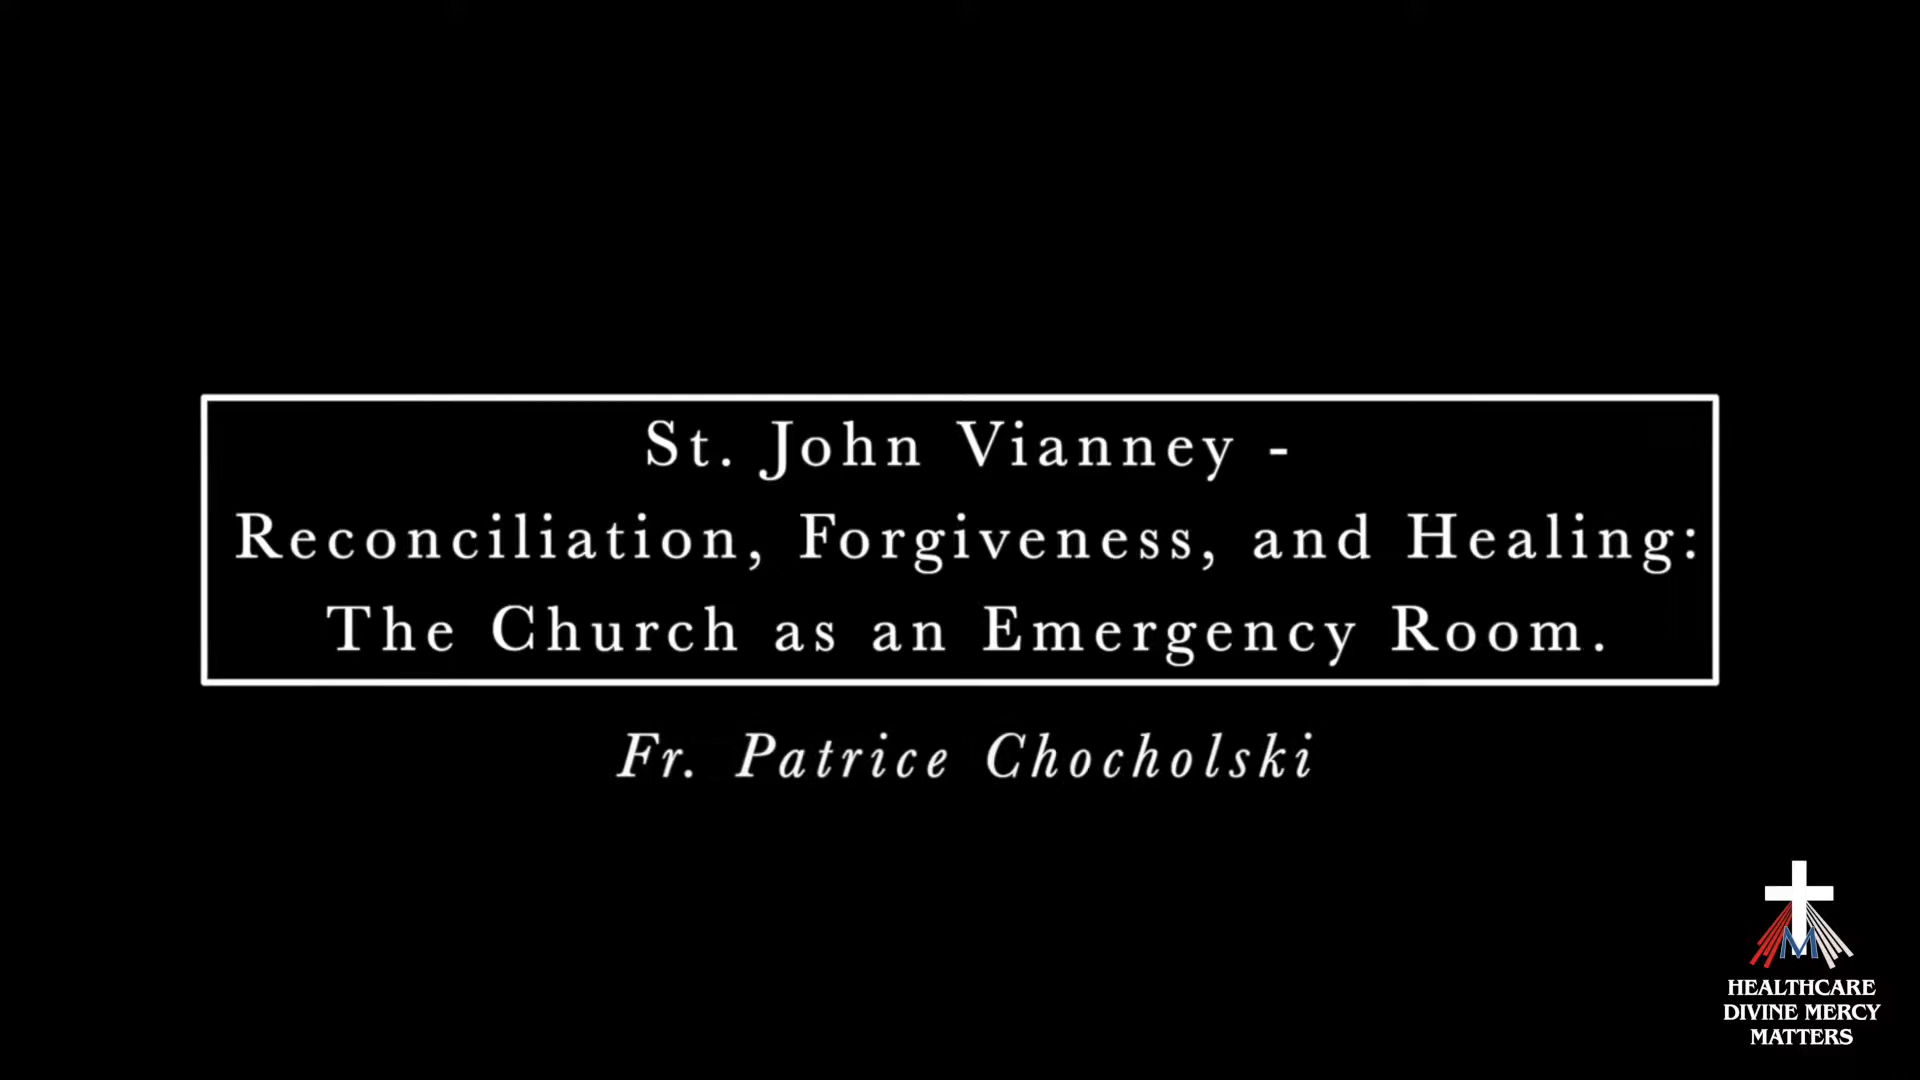 St. John Vianney -
Reconciliation, Forgiveness, and Healing:
The Church as an Emergency Room.
Fr. Patrice Chocholski
M
HEALTHCARE
DIVINE MERCY
MATTERS